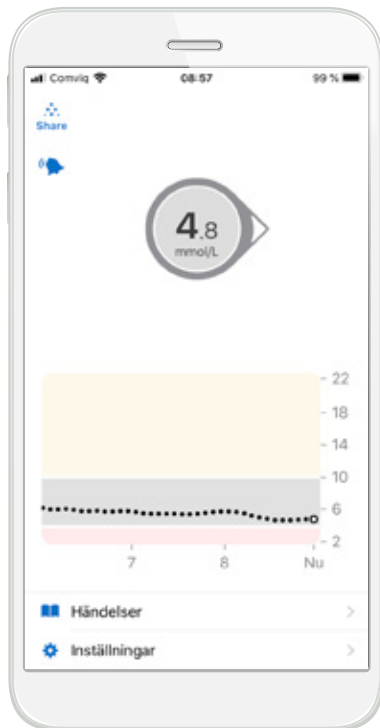 Comviq 08:57 99 %
Share
4.8
mmol/L
22
18
14
10
6
2
7 8 Nu
Händelser
Inställningar